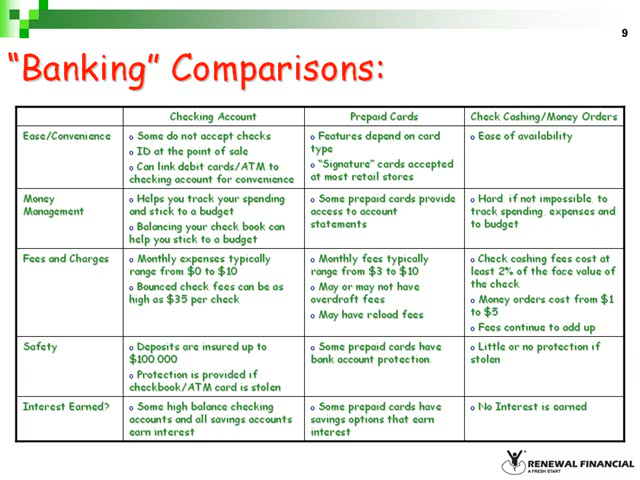 9
“Banking” Comparisons:
Checking Account
Prepaid Cards
Check Cashing/Money Orders
Ease/Convenience
o Some do not accept checks
o ID at the point of sale
o Can link debit cards/ATM to
checking account for convenience
o Features depend on card
type
o “Signature” cards accepted
at most retail stores
o Ease of availability
Money
Management
o Helps you track your spending
and stick to a budget
o Balancing your check book can
help you stick to a budget
o Some prepaid cards provide
access to account
statements
o Hard if not impossible to
track spending expenses and
to budget
Fees and Charges
o Monthly expenses typically
range from $0 to $10
o Bounced check fees can be as
high as $35 per check
o Monthly fees typically
range from $3 to $10
o May or may not have
overdraft fees
o May have reload fees
o Check cashing fees cost at
least 2% of the face value of
the check
o Money orders cost from $1
to $5
o Fees continue to add up
Safety
o Deposits are insured up to
$100 000
o Protection is provided if
checkbook/ATM card is stolen
o Some prepaid cards have
bank account protection.
o Little or no protection if
stolen
Interest Earned?
o Some high balance checking
accounts and all savings accounts
earn interest
o Some prepaid cards have
savings options that earn
interest
o No Interest is earned
RENEWAL FINANCIAL
A FRESH START